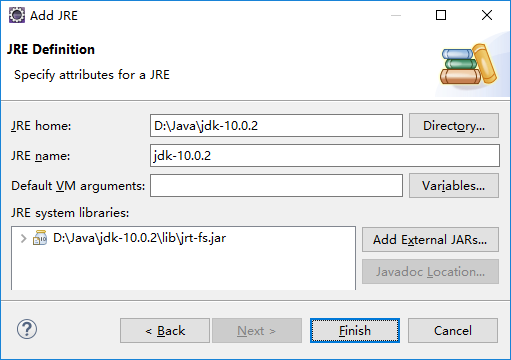 Add JRE
JRE Definition
Specify attributes for a JRE
JRE home:
D:\Java\jdk-10.0.2
Directory...
JRE name:
jdk-10.0.2
Default VM arguments:
Variables...
JRE system libraries:
D:\Java\jdk-10.0.2\lib\jrt-fs.jar
Add External JARs...
Javadoc Location...
?
< Back
Next >
Finish
Cancel